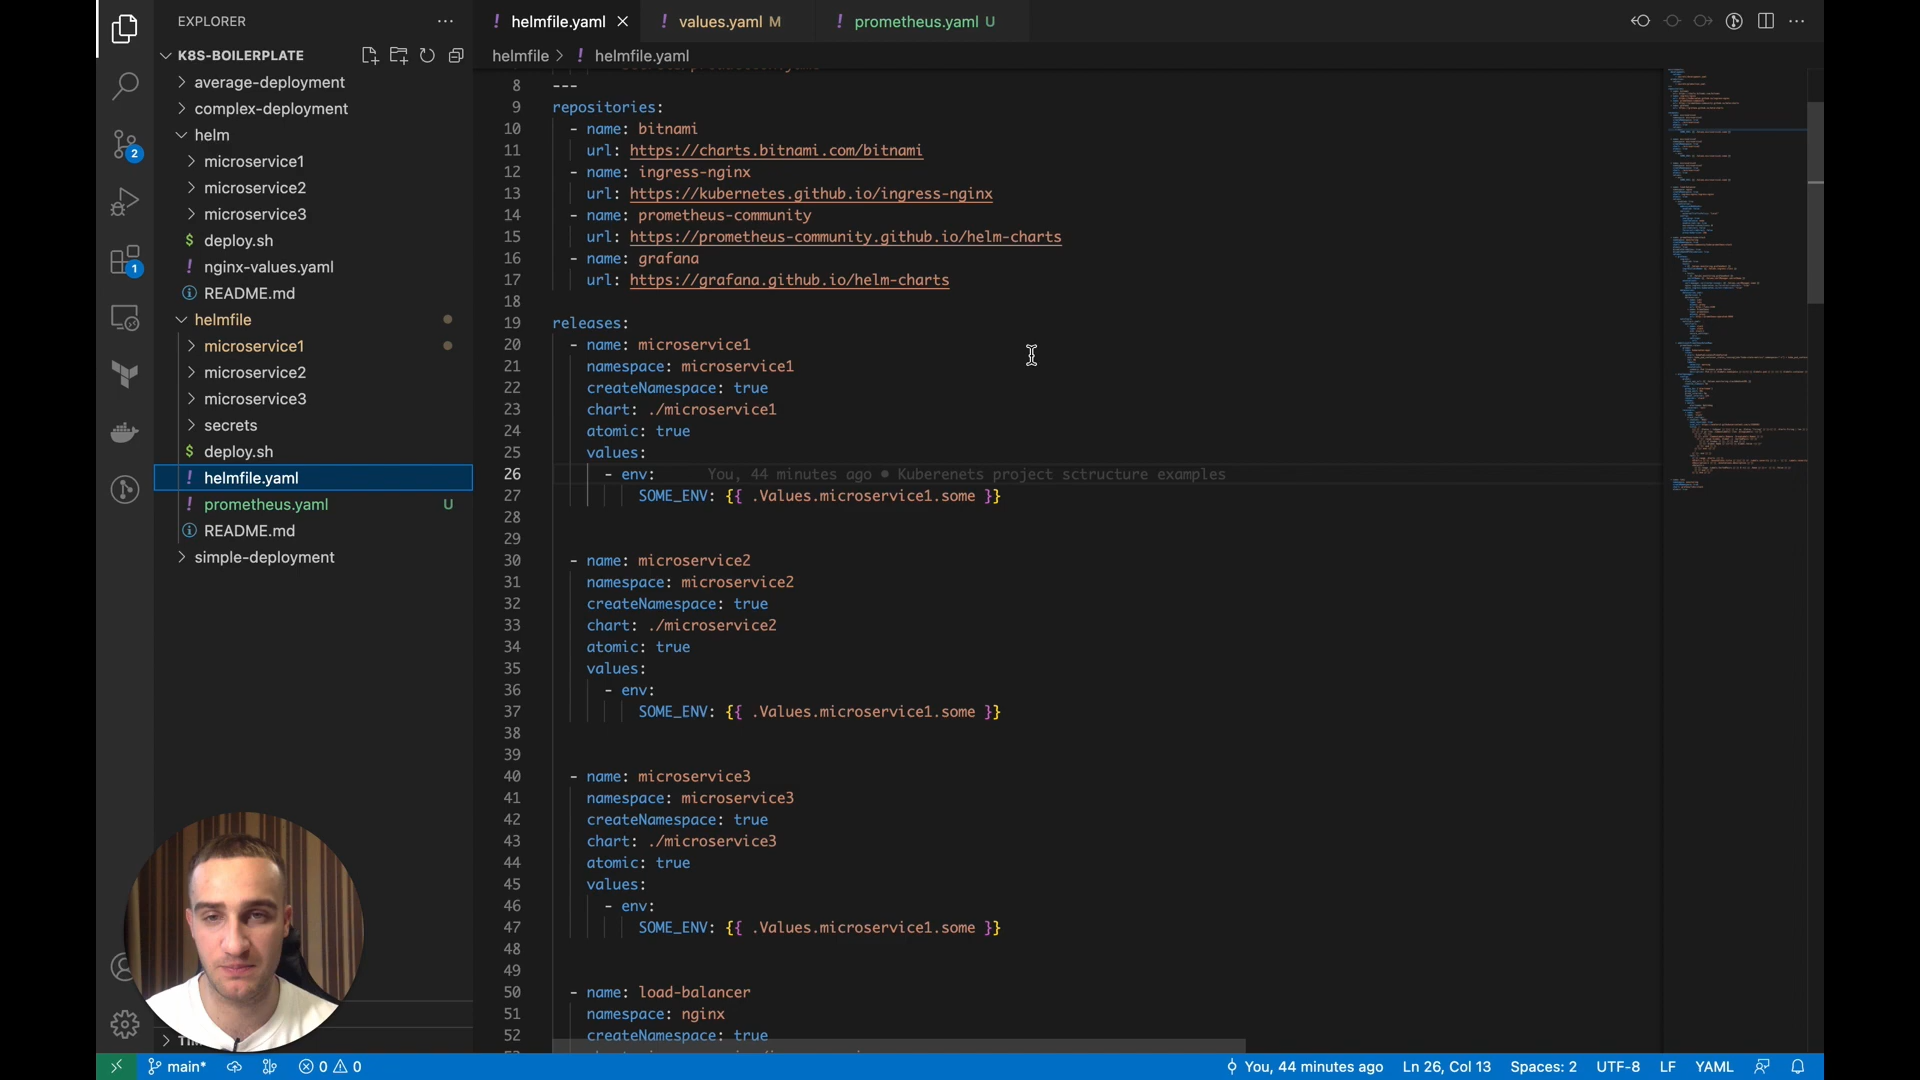 EXPLORER
K8S-BOILERPLATE
average-deployment
complex-deployment
helm
microservice1
microservice2
microservice3
$ deploy.sh
! nginx-values.yaml
README.md
helmfile
microservice1
microservice2
microservice3
secrets
$ deploy.sh
! helmfile.yaml
! prometheus.yaml U
README.md
simple-deployment
2
1
! helmfile.yaml
! values.yaml M
! prometheus.yaml U
helmfile > ! helmfile.yaml
8 ---
9 repositories:
10 - name: bitnami
11 url: https://charts.bitnami.com/bitnami
12 - name: ingress-nginx
13 url: https://kubernetes.github.io/ingress-nginx
14 - name: prometheus-community
15 url: https://prometheus-community.github.io/helm-charts
16 - name: grafana
17 url: https://grafana.github.io/helm-charts
18
19 releases:
20 - name: microservice1
21 namespace: microservice1
22 createNamespace: true
23 chart: ./microservice1
24 atomic: true
25 values:
26 - env: You, 44 minutes ago • Kuberenets project sctructure examples
27 SOME_ENV: {{ .Values.microservice1.some }}
28
29
30 - name: microservice2
31 namespace: microservice2
32 createNamespace: true
33 chart: ./microservice2
34 atomic: true
35 values:
36 - env:
37 SOME_ENV: {{ .Values.microservice1.some }}
38
39
40 - name: microservice3
41 namespace: microservice3
42 createNamespace: true
43 chart: ./microservice3
44 atomic: true
45 values:
46 - env:
47 SOME_ENV: {{ .Values.microservice1.some }}
48
49
50 - name: load-balancer
51 namespace: nginx
52 createNamespace: true
main* 0 0 You, 44 minutes ago Ln 26, Col 13 Spaces: 2 UTF-8 LF YAML